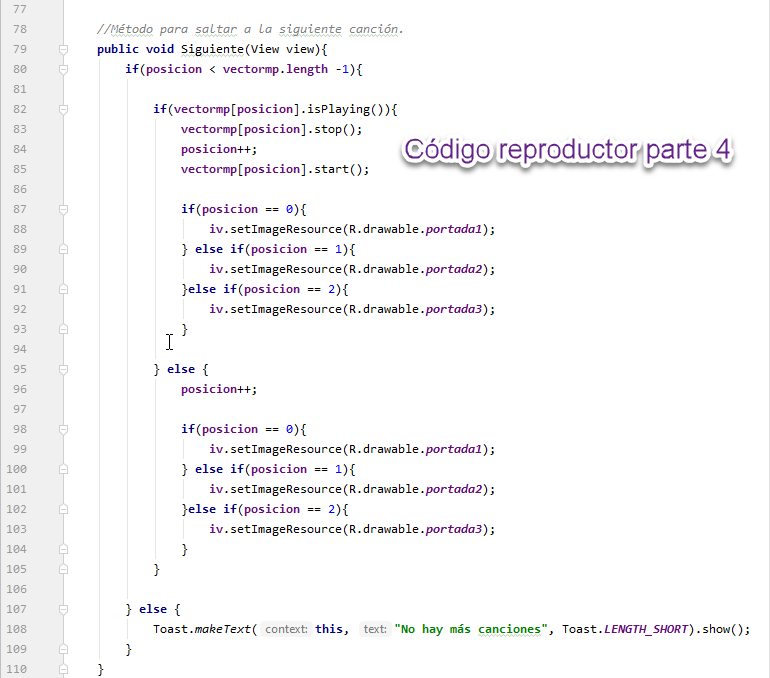 77
78 //Método para saltar a la siguiente canción.
79 public void Siguiente(View view){
80 if(posicion < vectormp.length -1){
81
82 if(vectormp[posicion].isPlaying()){
83 vectormp[posicion].stop();
84 posicion++;
Código reproductor parte 4
85 vectormp[posicion].start();
86
87 if(posicion == 0){
88 iv.setImageResource(R.drawable.portada1);
89 } else if(posicion == 1){
90 iv.setImageResource(R.drawable.portada2);
91 }else if(posicion == 2){
92 iv.setImageResource(R.drawable.portada3);
93 }
94
95 } else {
96 posicion++;
97
98 if(posicion == 0){
99 iv.setImageResource(R.drawable.portada1);
100 } else if(posicion == 1){
101 iv.setImageResource(R.drawable.portada2);
102 }else if(posicion == 2){
103 iv.setImageResource(R.drawable.portada3);
104 }
105 }
106
107 } else {
108 Toast.makeText( context: this, text: "No hay más canciones", Toast.LENGTH_SHORT).show();
109 }
110 }